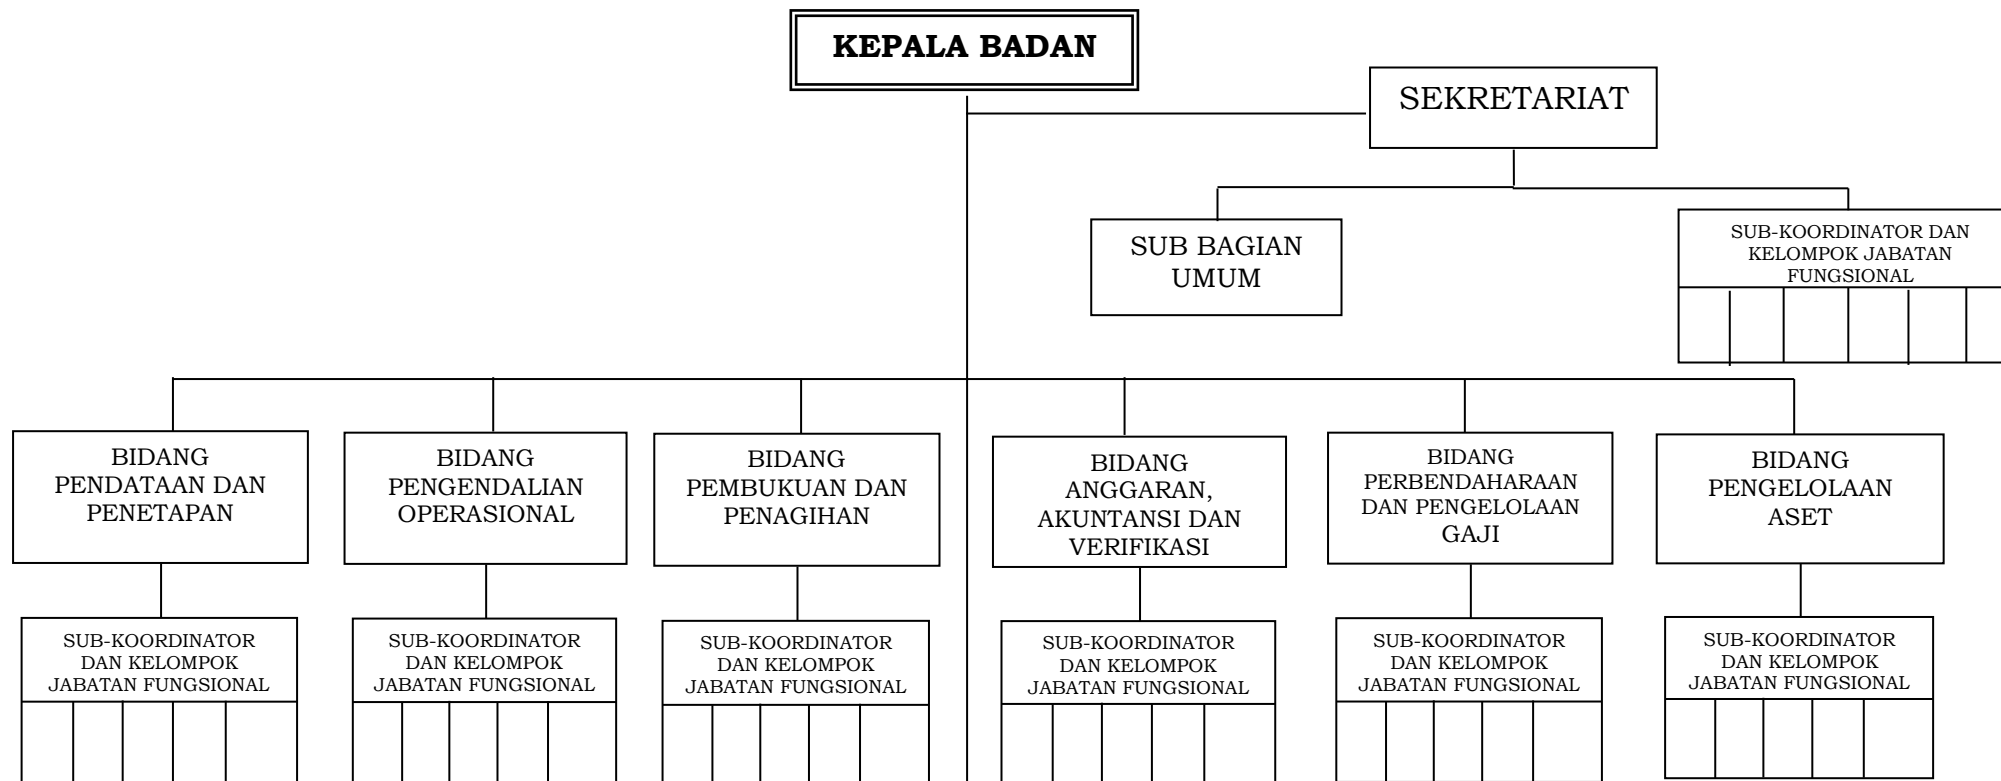 KEPALA BADAN
SEKRETARIAT
SUB BAGIAN
UMUM
SUB-KOORDINATOR DAN
KELOMPOK JABATAN
FUNGSIONAL
BIDANG
PENDATAAN DAN
PENETAPAN
BIDANG
PENGENDALIAN
OPERASIONAL
BIDANG
PEMBUKUAN DAN
PENAGIHAN
BIDANG
ANGGARAN,
AKUNTANSI DAN
VERIFIKASI
BIDANG
PERBENDAHARAAN
DAN PENGELOLAAN
GAJI
BIDANG
PENGELOLAAN
ASET
SUB-KOORDINATOR
DAN KELOMPOK
JABATAN FUNGSIONAL
SUB-KOORDINATOR
DAN KELOMPOK
JABATAN FUNGSIONAL
SUB-KOORDINATOR
DAN KELOMPOK
JABATAN FUNGSIONAL
SUB-KOORDINATOR
DAN KELOMPOK
JABATAN FUNGSIONAL
SUB-KOORDINATOR
DAN KELOMPOK
JABATAN FUNGSIONAL
SUB-KOORDINATOR
DAN KELOMPOK
JABATAN FUNGSIONAL